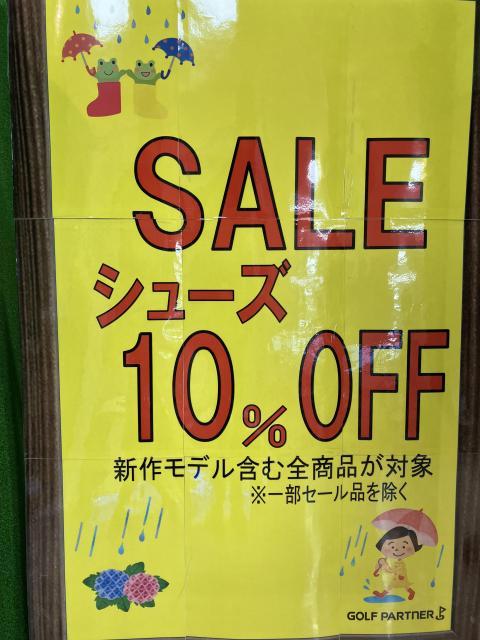 SALE
シューズ
10% OFF
新作モデル含む全商品が対象
※一部セール品を除く
GOLF PARTNER